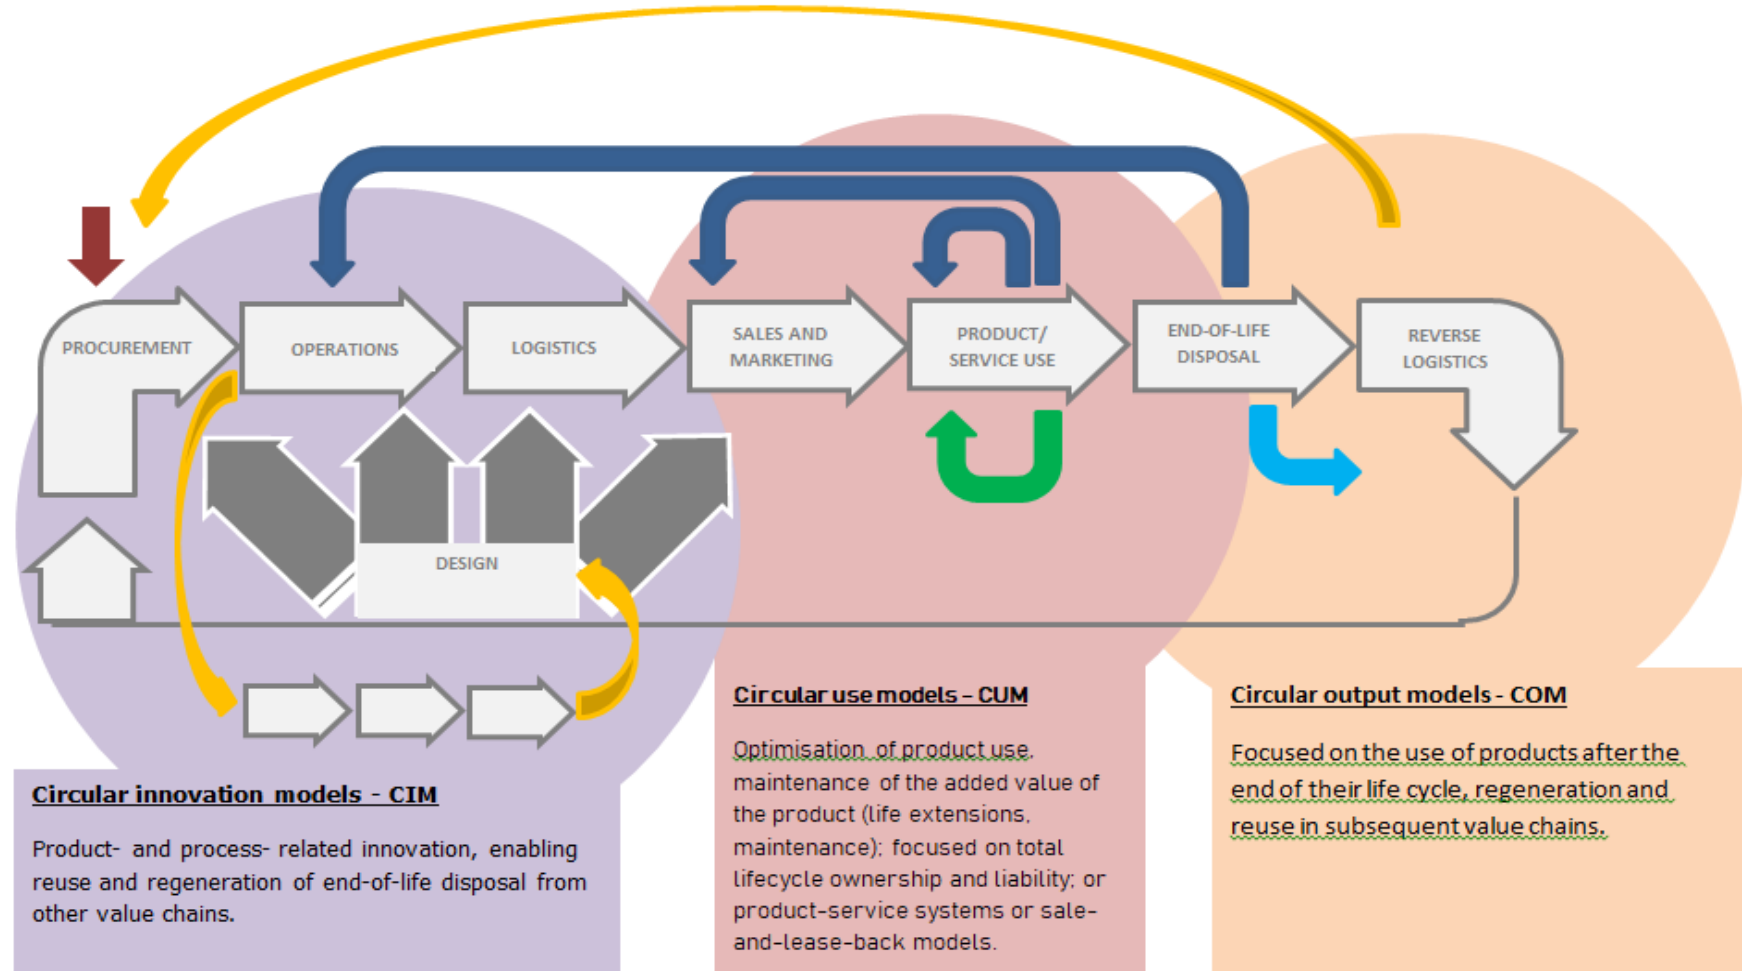 PROCUREMENT
OPERATIONS
LOGISTICS
SALES AND
MARKETING
PRODUCT/
SERVICE USE
END-OF-LIFE
DISPOSAL
REVERSE
LOGISTICS
DESIGN
Circular innovation models - CIM
Product- and process- related innovation, enabling
reuse and regeneration of end-of-life disposal from
other value chains.
Circular use models – CUM
Optimisation of product use,
maintenance of the added value of
the product (life extensions,
maintenance); focused on total
lifecycle ownership and liability; or
product-service systems or sale-
and-lease-back models.
Circular output models - COM
Focused on the use of products after the
end of their life cycle, regeneration and
reuse in subsequent value chains.